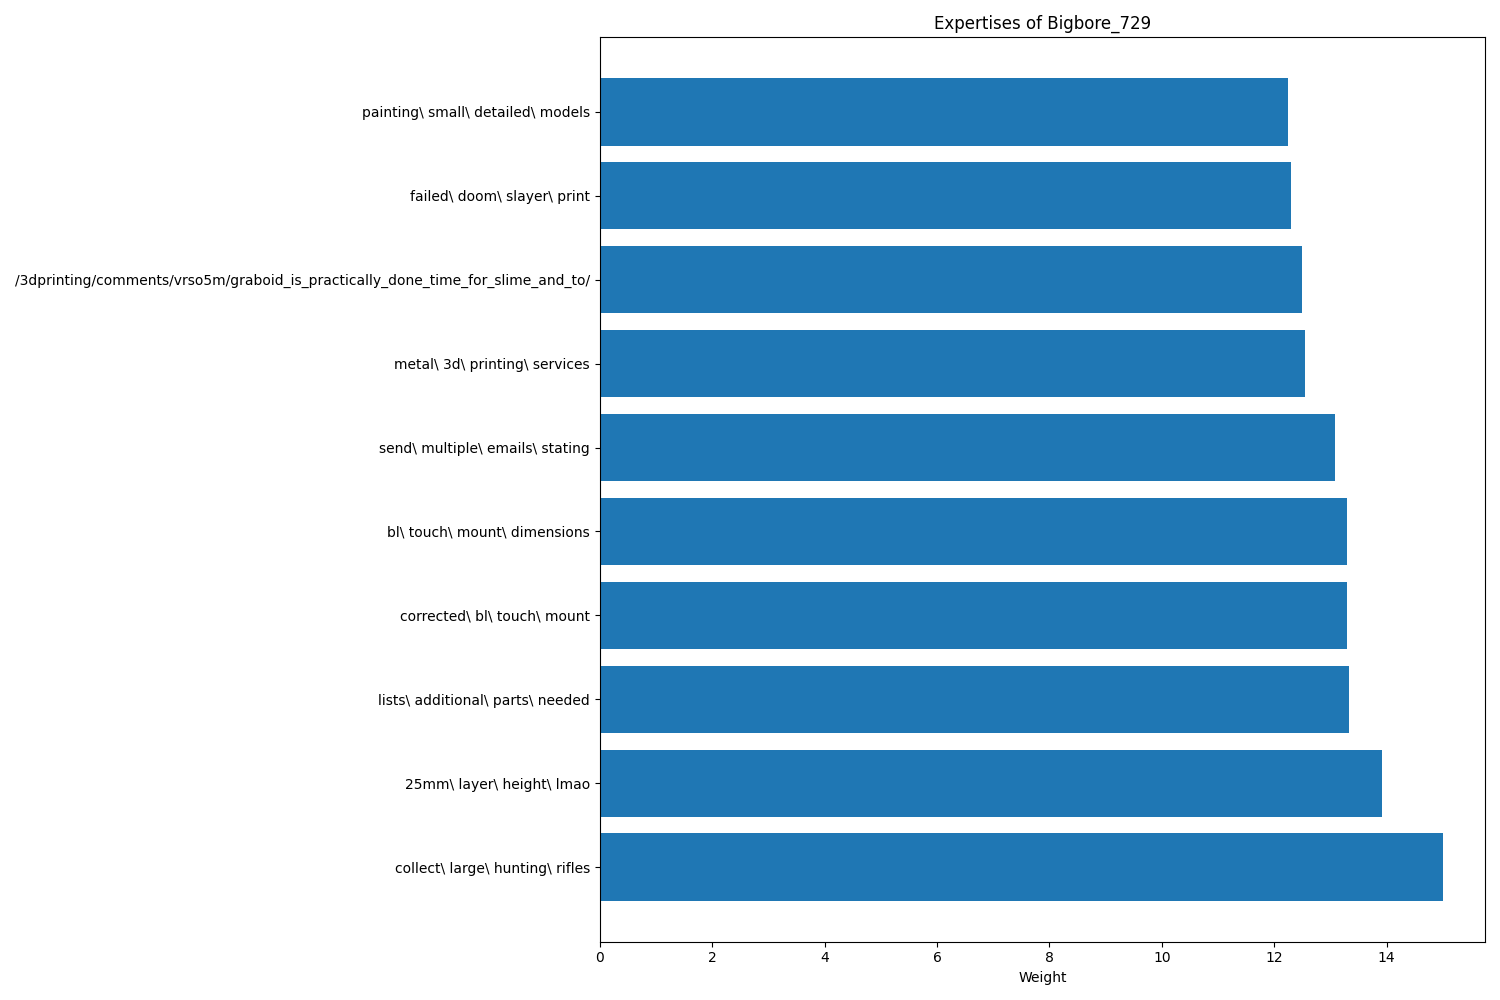 Expertises of Bigbore_729
painting\ small\ detailed\ models
failed\ doom\ slayer\ print
/3dprinting/comments/vrso5m/graboid_is_practically_done_time_for_slime_and_to/
metal\ 3d\ printing\ services
send\ multiple\ emails\ stating
bl\ touch\ mount\ dimensions
corrected\ bl\ touch\ mount
lists\ additional\ parts\ needed
25mm\ layer\ height\ lmao
collect\ large\ hunting\ rifles
0 2 4 6 8 10 12 14
Weight